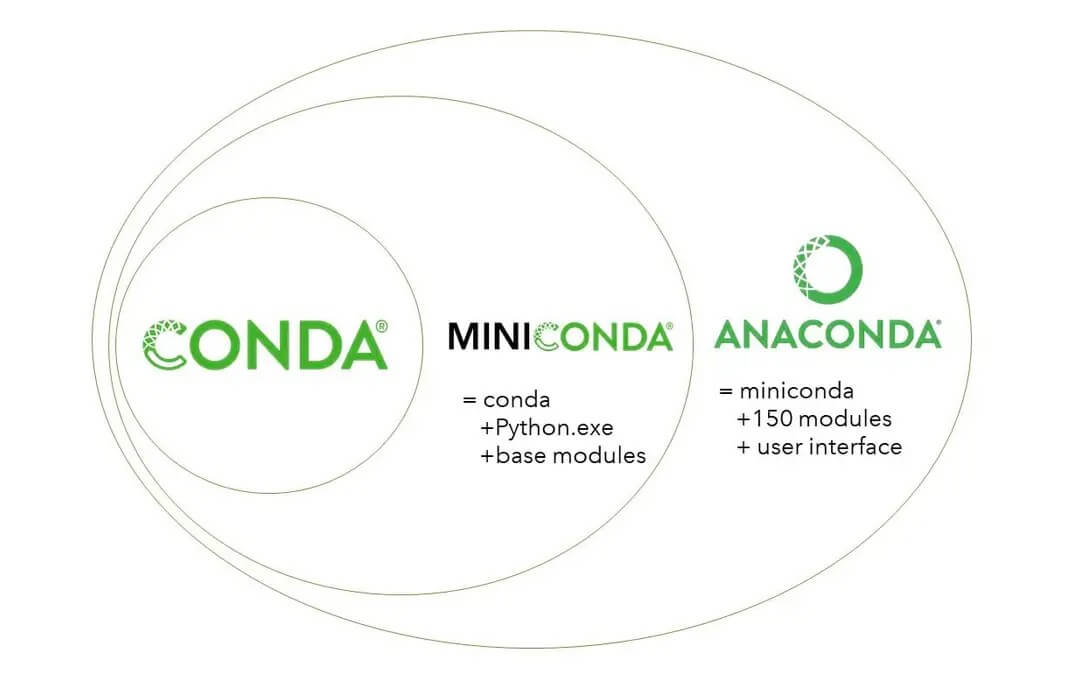 CONDA®
MINICONDA®
= conda
+Python.exe
+base modules
ANACONDA®
= miniconda
+150 modules
+ user interface